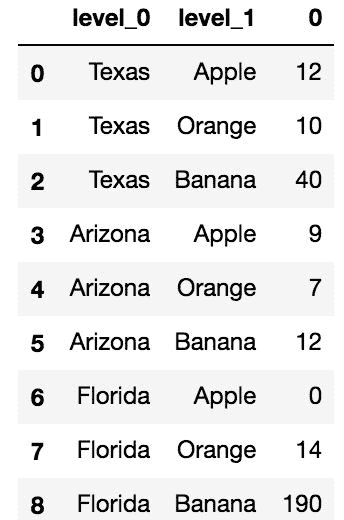 level_0 level_1 0
0 Texas Apple 12
1 Texas Orange 10
2 Texas Banana 40
3 Arizona Apple 9
4 Arizona Orange 7
5 Arizona Banana 12
6 Florida Apple 0
7 Florida Orange 14
8 Florida Banana 190